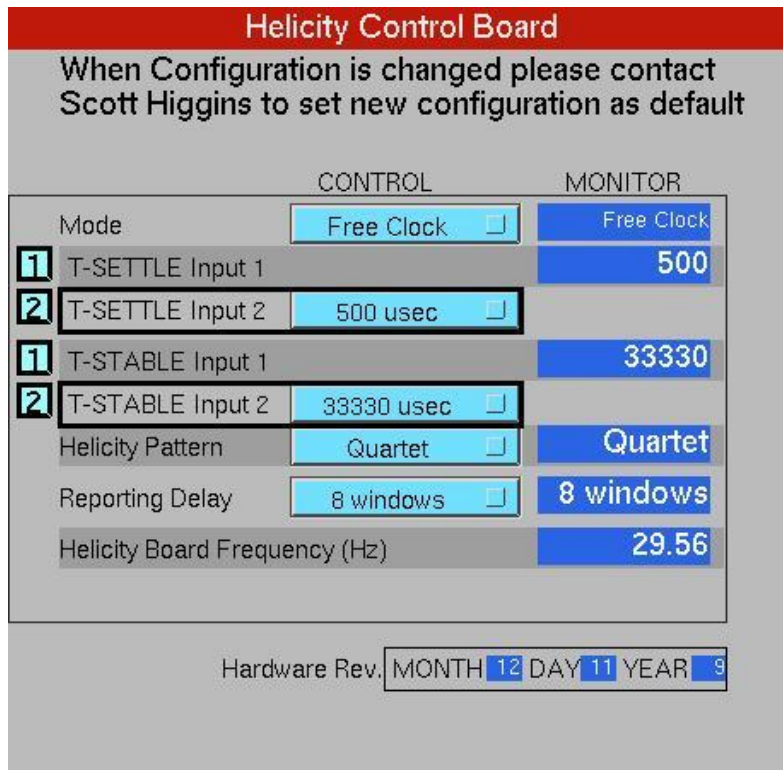 Helicity Control Board
When Configuration is changed please contact
Scott Higgins to set new configuration as default
CONTROL MONITOR
Mode Free Clock Free Clock
1 T-SETTLE Input 1 500
2 T-SETTLE Input 2 500 usec
1 T-STABLE Input 1 33330
2 T-STABLE Input 2 33330 usec
Helicity Pattern Quartet Quartet
Reporting Delay 8 windows 8 windows
Helicity Board Frequency (Hz) 29.56
Hardware Rev. MONTH 12 DAY 11 YEAR 9